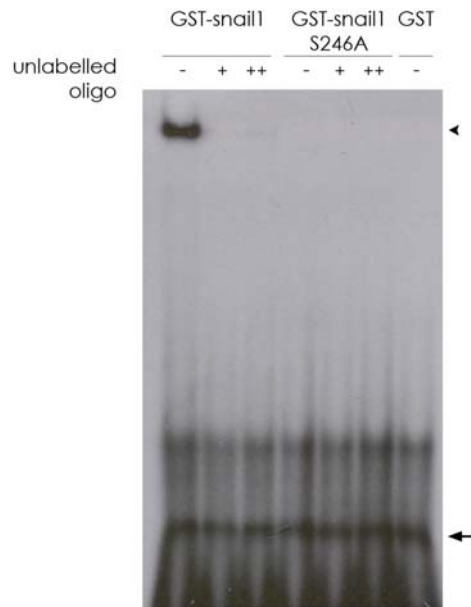 GST-snail1 GST-snail1 GST
S246A
unlabelled - + ++ - + ++ -
oligo